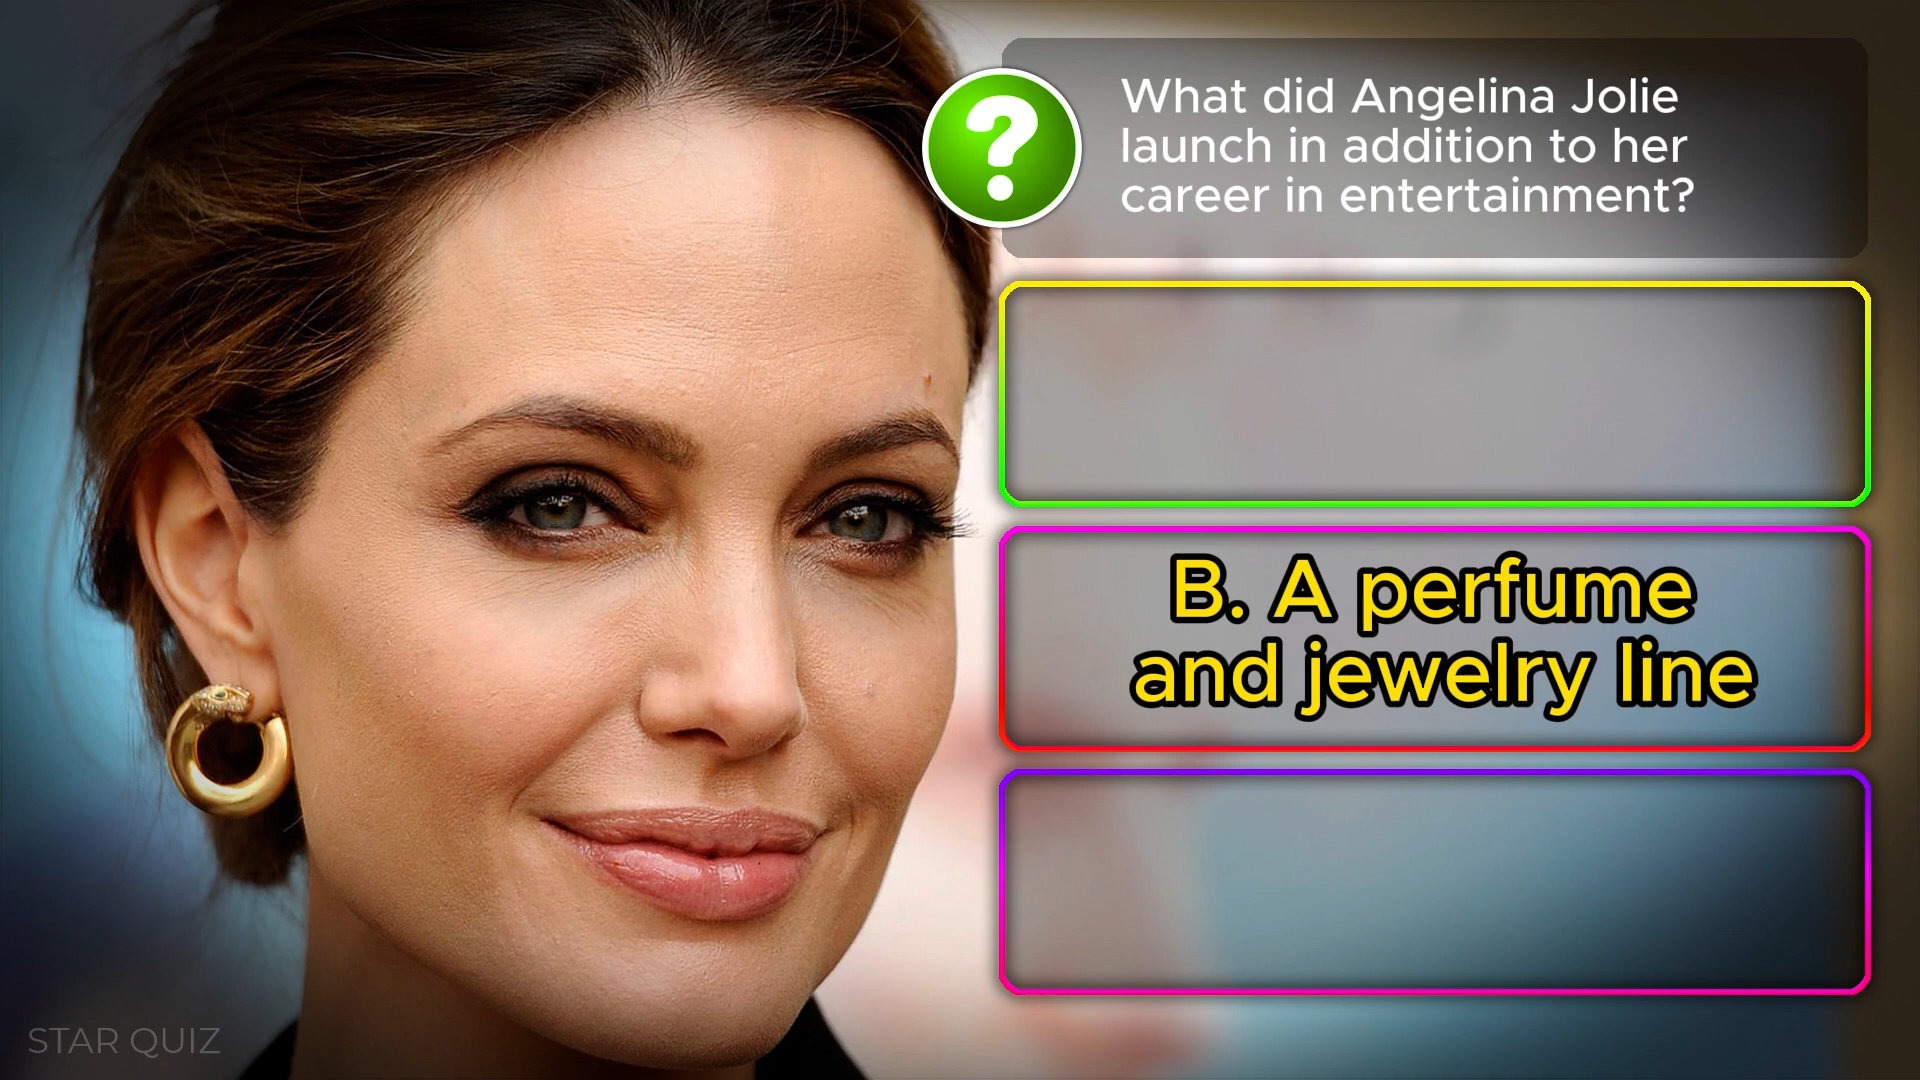 What did Angelina Jolie
launch in addition to her
career in entertainment?
B. A perfume
and jewelry line
STAR QUIZ